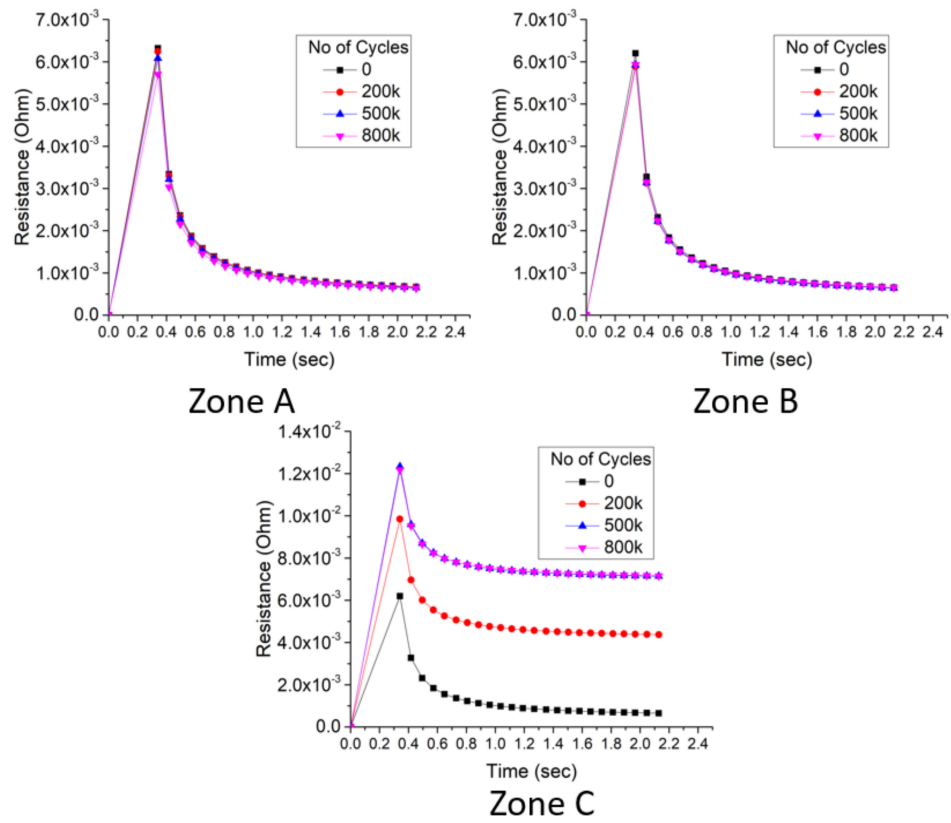 7.0x10⁻³
6.0x10⁻³
5.0x10⁻³
4.0x10⁻³
3.0x10⁻³
2.0x10⁻³
1.0x10⁻³
0.0
Resistance (Ohm)
No of Cycles
0
200k
500k
800k
0.0 0.2 0.4 0.6 0.8 1.0 1.2 1.4 1.6 1.8 2.0 2.2 2.4
Time (sec)
Zone A
7.0x10⁻³
6.0x10⁻³
5.0x10⁻³
4.0x10⁻³
3.0x10⁻³
2.0x10⁻³
1.0x10⁻³
0.0
Resistance (Ohm)
No of Cycles
0
200k
500k
800k
0.0 0.2 0.4 0.6 0.8 1.0 1.2 1.4 1.6 1.8 2.0 2.2 2.4
Time (sec)
Zone B
1.4x10⁻²
1.2x10⁻²
1.0x10⁻²
8.0x10⁻³
6.0x10⁻³
4.0x10⁻³
2.0x10⁻³
0.0
Resistance (Ohm)
No of Cycles
0
200k
500k
800k
0.0 0.2 0.4 0.6 0.8 1.0 1.2 1.4 1.6 1.8 2.0 2.2 2.4
Time (sec)
Zone C